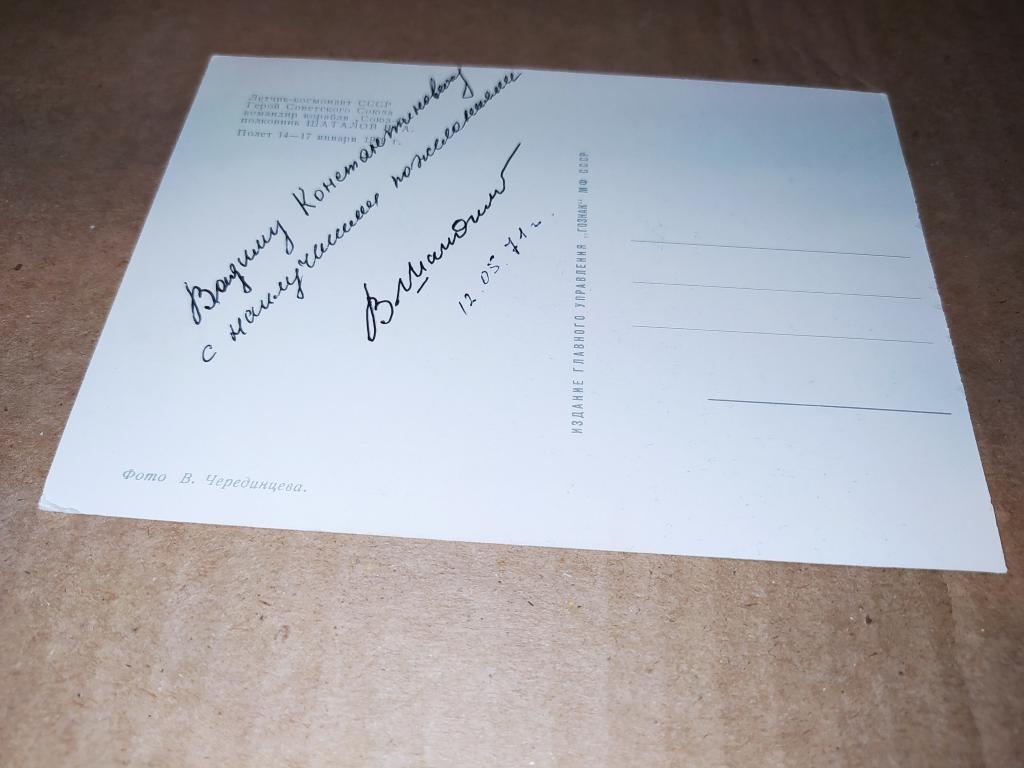 Летчик-космонавт СССР
Герой Советского Союза
командир корабля „Союз-
полковник ШАТАЛОВ В. А.
Полет 14—17 января г.
Вадиму Константиновичу
с наилучшими пожеланиями
12.05.71 г.
ИЗДАНИЕ ГЛАВНОГО УПРАВЛЕНИЯ „ГОЗНАК" МФ СССР
Фото В. Черединцева.